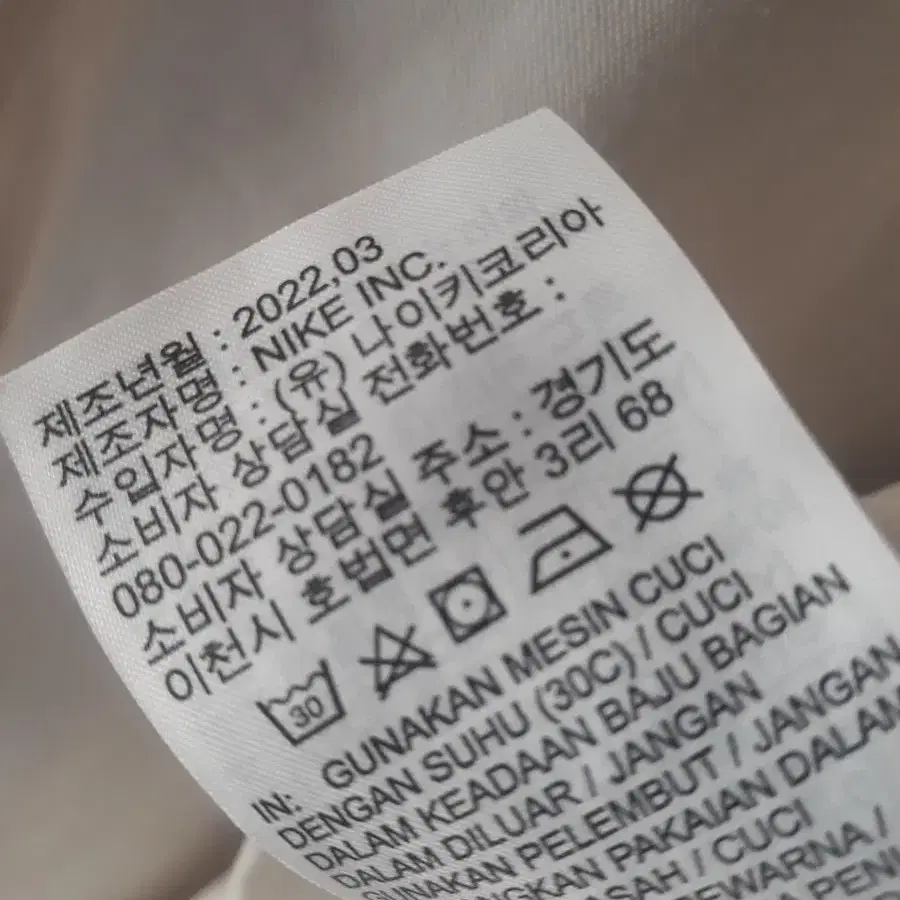 제조년월 : 2022,03
제조자명 : NIKE INC.
수입자명 : (유) 나이키코리아
소비자 상담실 전화번호 :
080-022-0182
소비자 상담실 주소 : 경기도
이천시 호법면 후안 3리 68
30
IN: GUNAKAN MESIN CUCI
DENGAN SUHU (30C) / CUCI
DALAM KEADAAN BAJU BAGIAN
DALAM DILUAR / JANGAN
GUNAKAN PELEMBUT / JANGAN
PAKAIAN DALAM
/ CUCI